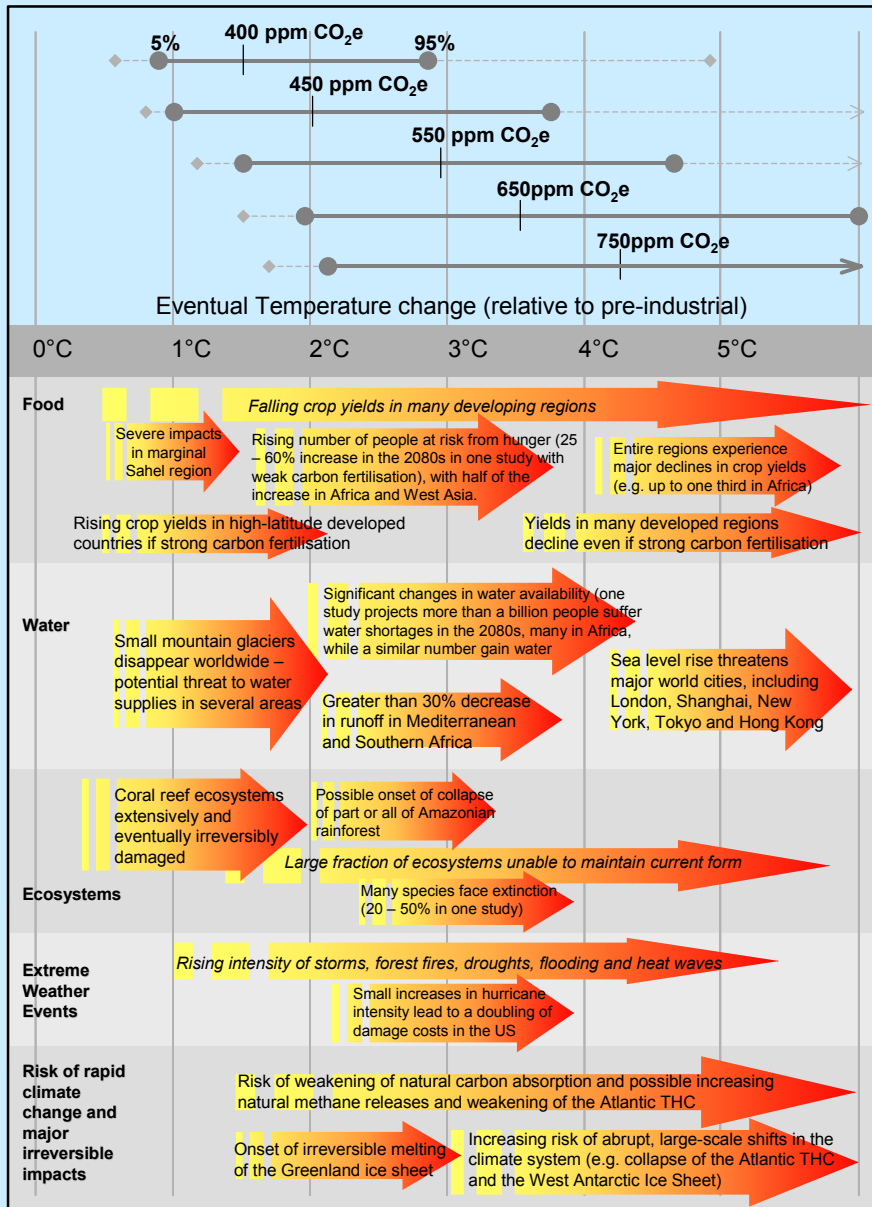 5% 400 ppm CO2e 95%
450 ppm CO2e
550 ppm CO2e
650ppm CO2e
750ppm CO2e
Eventual Temperature change (relative to pre-industrial)
0°C 1°C 2°C 3°C 4°C 5°C
Food
Falling crop yields in many developing regions
Severe impacts
in marginal
Sahel region
Rising number of people at risk from hunger (25
– 60% increase in the 2080s in one study with
weak carbon fertilisation), with half of the
increase in Africa and West Asia.
Entire regions experience
major declines in crop yields
(e.g. up to one third in Africa)
Rising crop yields in high-latitude developed
countries if strong carbon fertilisation
Yields in many developed regions
decline even if strong carbon fertilisation
Water
Small mountain glaciers
disappear worldwide –
potential threat to water
supplies in several areas
Significant changes in water availability (one
study projects more than a billion people suffer
water shortages in the 2080s, many in Africa,
while a similar number gain water
Greater than 30% decrease
in runoff in Mediterranean
and Southern Africa
Sea level rise threatens
major world cities, including
London, Shanghai, New
York, Tokyo and Hong Kong
Ecosystems
Coral reef ecosystems
extensively and
eventually irreversibly
damaged
Possible onset of collapse
of part or all of Amazonian
rainforest
Large fraction of ecosystems unable to maintain current form
Many species face extinction
(20 – 50% in one study)
Extreme
Weather
Events
Rising intensity of storms, forest fires, droughts, flooding and heat waves
Small increases in hurricane
intensity lead to a doubling of
damage costs in the US
Risk of rapid
climate
change and
major
irreversible
impacts
Risk of weakening of natural carbon absorption and possible increasing
natural methane releases and weakening of the Atlantic THC
Onset of irreversible melting
of the Greenland ice sheet
Increasing risk of abrupt, large-scale shifts in the
climate system (e.g. collapse of the Atlantic THC
and the West Antarctic Ice Sheet)